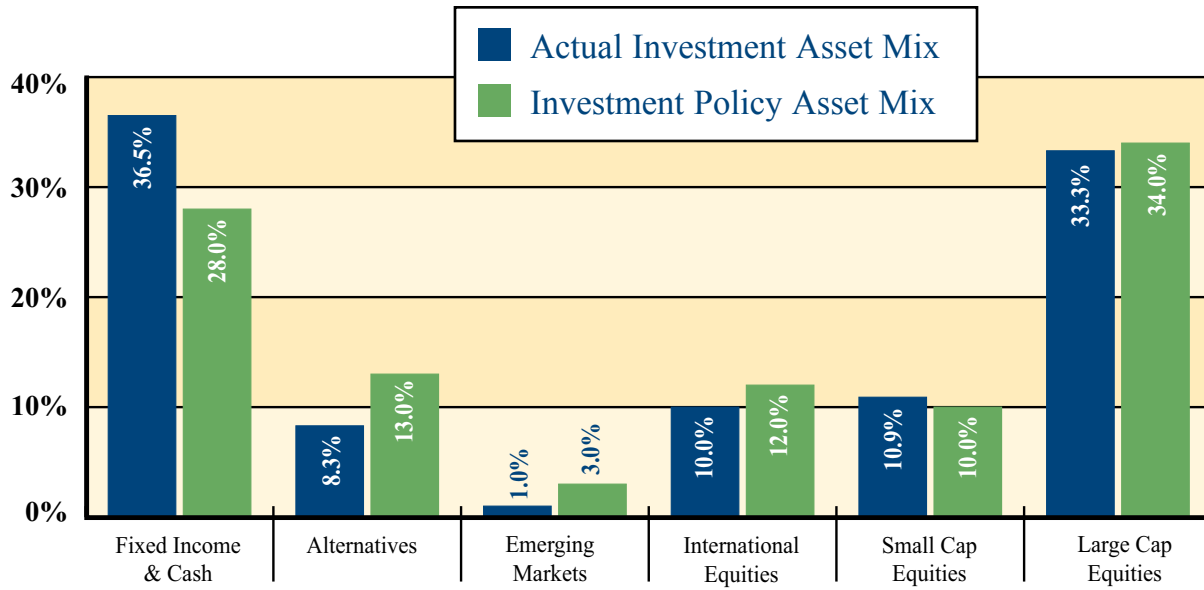 Actual Investment Asset Mix
Investment Policy Asset Mix
40%
30%
20%
10%
0%
36.5%
28.0%
8.3%
13.0%
1.0%
3.0%
10.0%
12.0%
10.9%
10.0%
33.3%
34.0%
Fixed Income
& Cash
Alternatives
Emerging
Markets
International
Equities
Small Cap
Equities
Large Cap
Equities